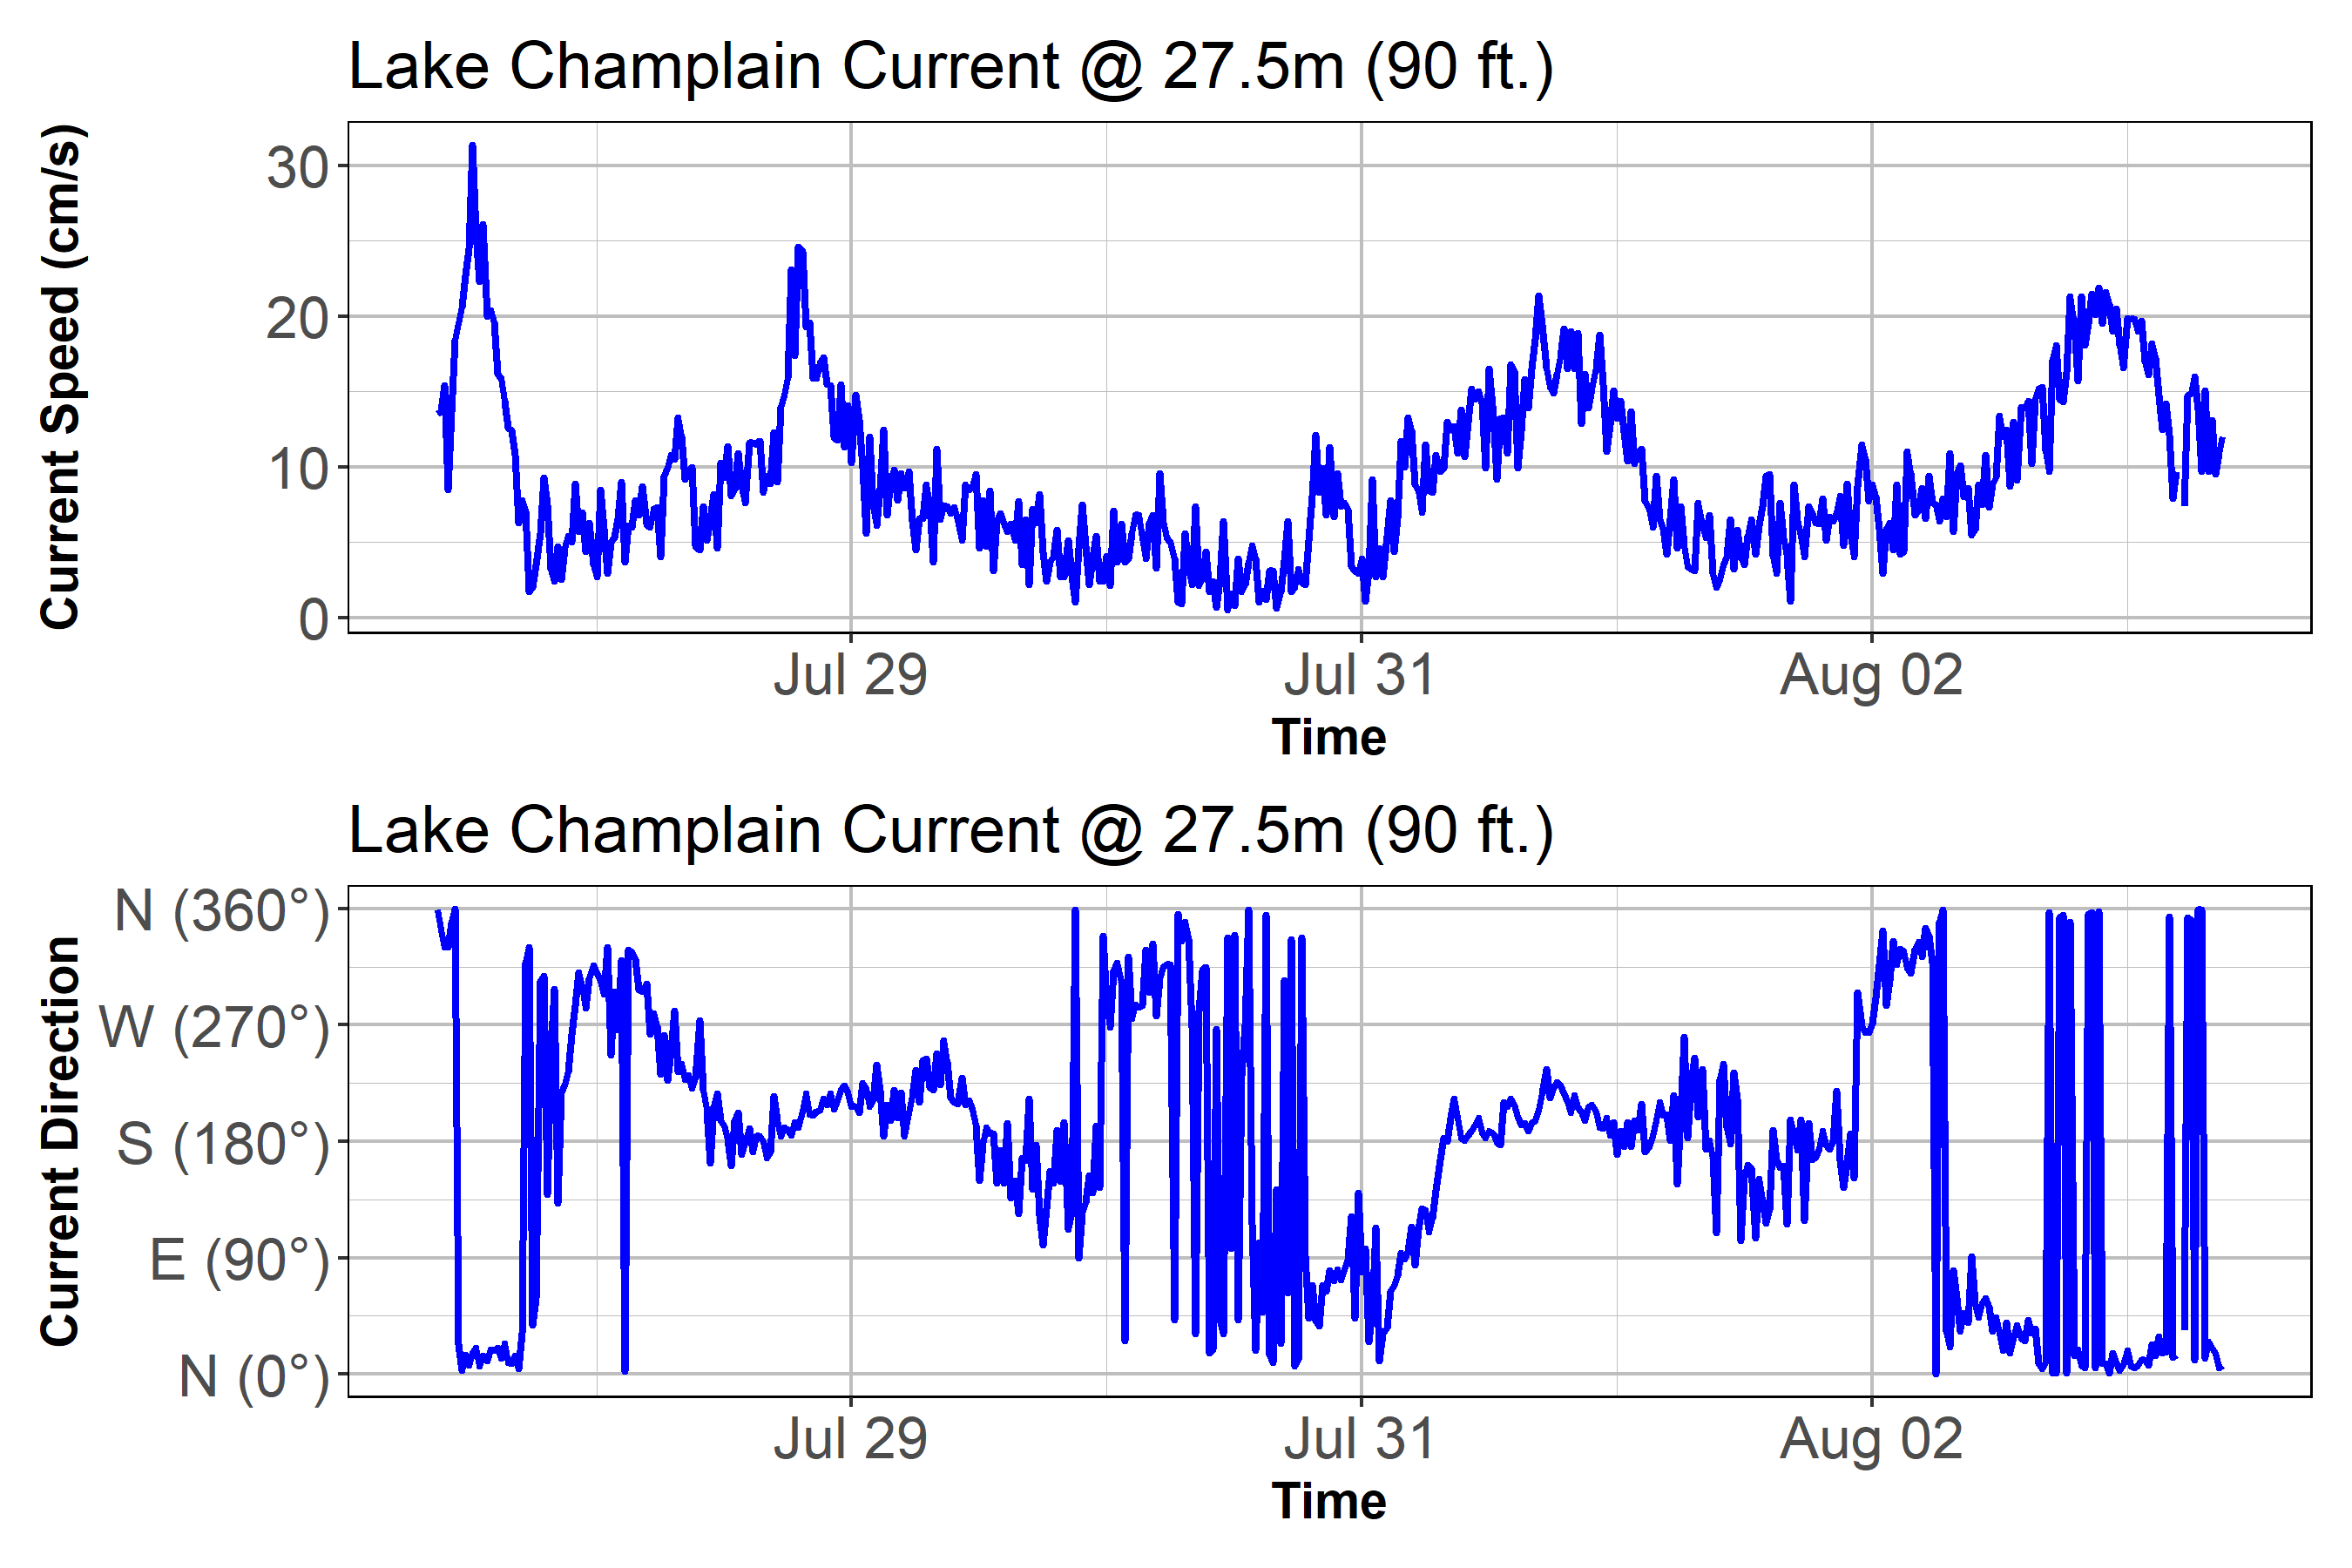 Lake Champlain Current @ 27.5m (90 ft.)
Current Speed (cm/s)
30
20
10
0
Jul 29 Jul 31 Aug 02
Time
Lake Champlain Current @ 27.5m (90 ft.)
Current Direction
N (360°)
W (270°)
S (180°)
E (90°)
N (0°)
Jul 29 Jul 31 Aug 02
Time